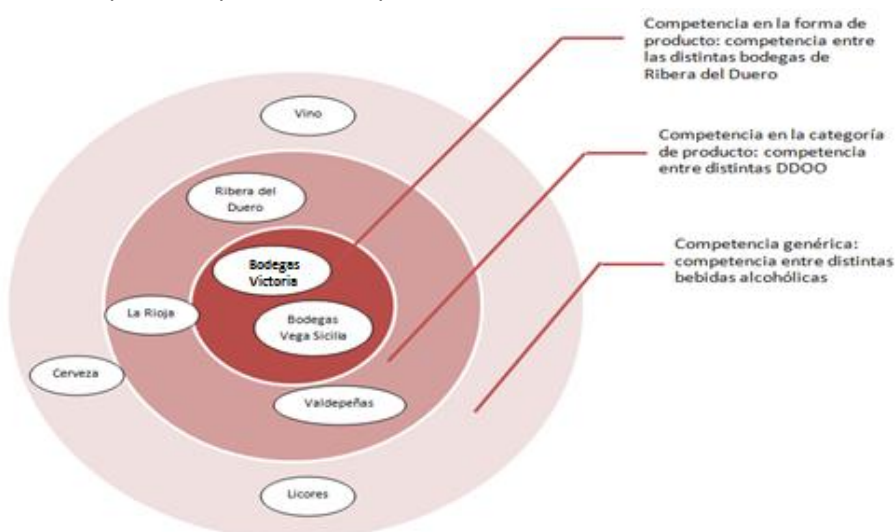 Competencia en la forma de
producto: competencia entre
las distintas bodegas de
Ribera del Duero
Vino
Competencia en la categoría
de producto: competencia
entre distintas DDOO
Ribera del
Duero
Competencia genérica:
competencia entre distintas
bebidas alcohólicas
Bodegas
Victoria
La Rioja
Bodegas
Vega Sicilia
Cerveza
Valdepeñas
Licores